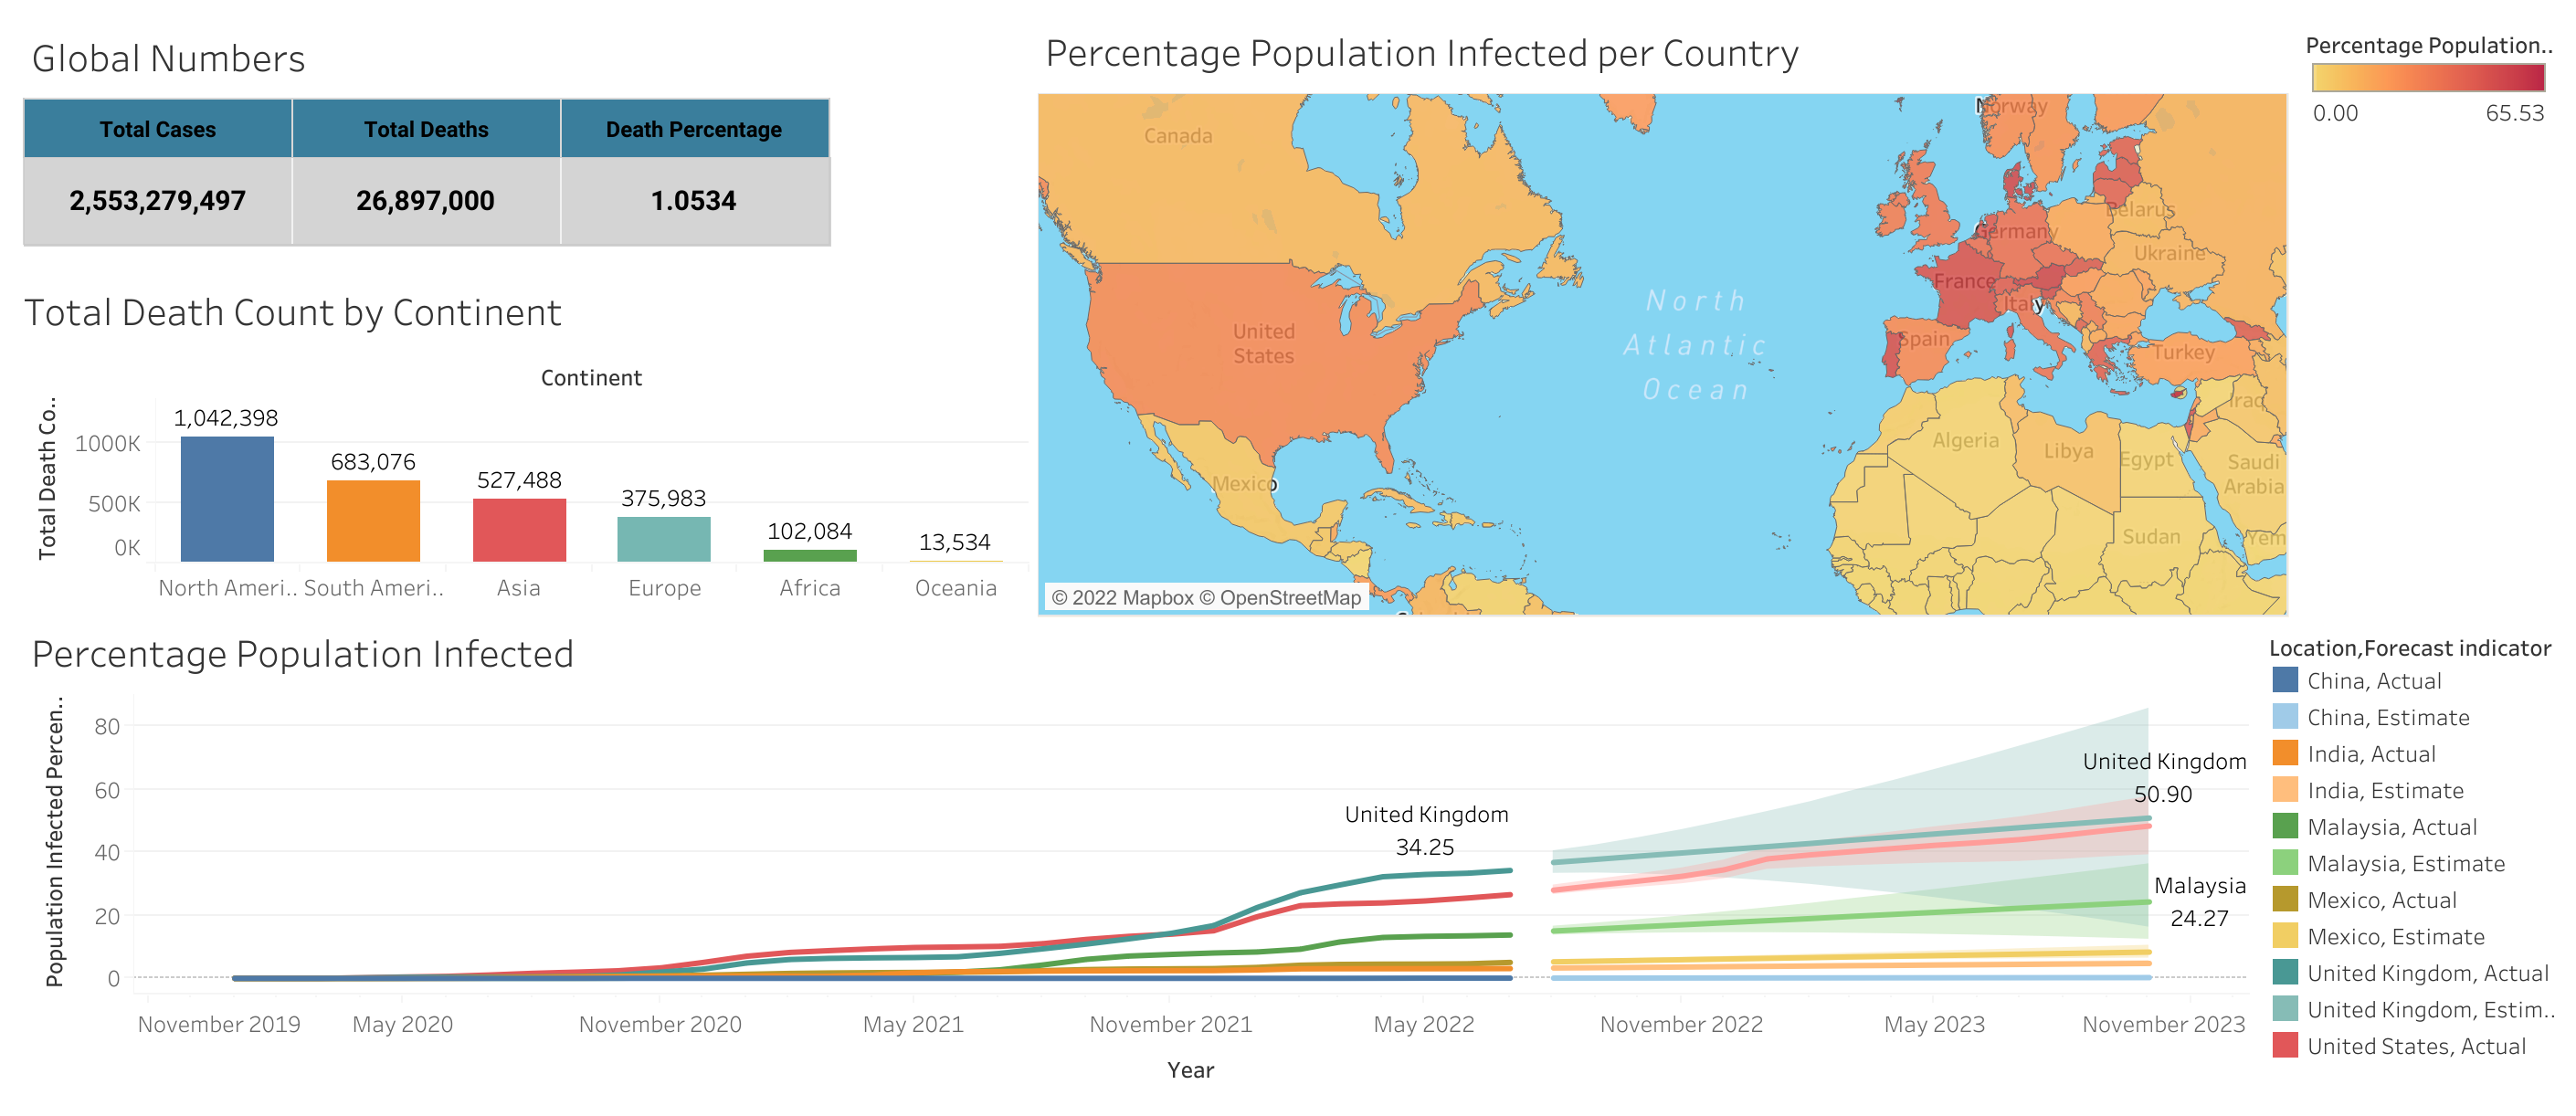 Global Numbers
Total Cases
Total Deaths
Death Percentage
2,553,279,497
26,897,000
1.0534
Total Death Count by Continent
Continent
Total Death Co..
1000K
500K
0K
1,042,398
683,076
527,488
375,983
102,084
13,534
North Ameri..
South Ameri..
Asia
Europe
Africa
Oceania
Percentage Population Infected per Country
Canada
United
States
Mexico
North
Atlantic
Ocean
Norway
Belarus
Germany
Ukraine
France
Italy
Spain
Turkey
Iraq
Algeria
Libya
Egypt
Saudi
Arabia
Sudan
Yem
© 2022 Mapbox © OpenStreetMap
Percentage Population..
0.00
65.53
Percentage Population Infected
Population Infected Percen..
80
60
40
20
0
United Kingdom
34.25
United Kingdom
50.90
Malaysia
24.27
November 2019
May 2020
November 2020
May 2021
November 2021
May 2022
November 2022
May 2023
November 2023
Year
Location,Forecast indicator
China, Actual
China, Estimate
India, Actual
India, Estimate
Malaysia, Actual
Malaysia, Estimate
Mexico, Actual
Mexico, Estimate
United Kingdom, Actual
United Kingdom, Estim..
United States, Actual